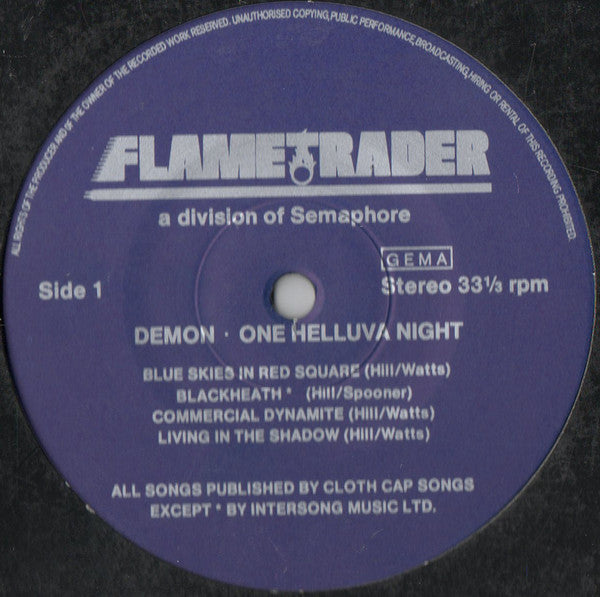 ALL RIGHTS OF THE PRODUCER AND OF THE OWNER OF THE RECORDED WORK RESERVED. UNAUTHORISED COPYING, PUBLIC PERFORMANCE, BROADCASTING, HIRING OR RENTAL OF THIS RECORDING PROHIBITED.
FLAMETRADER
a division of Semaphore
GEMA
Side 1 Stereo 33⅓ rpm
DEMON · ONE HELLUVA NIGHT
BLUE SKIES IN RED SQUARE (Hill/Watts)
BLACKHEATH * (Hill/Spooner)
COMMERCIAL DYNAMITE (Hill/Watts)
LIVING IN THE SHADOW (Hill/Watts)
ALL SONGS PUBLISHED BY CLOTH CAP SONGS
EXCEPT * BY INTERSONG MUSIC LTD.